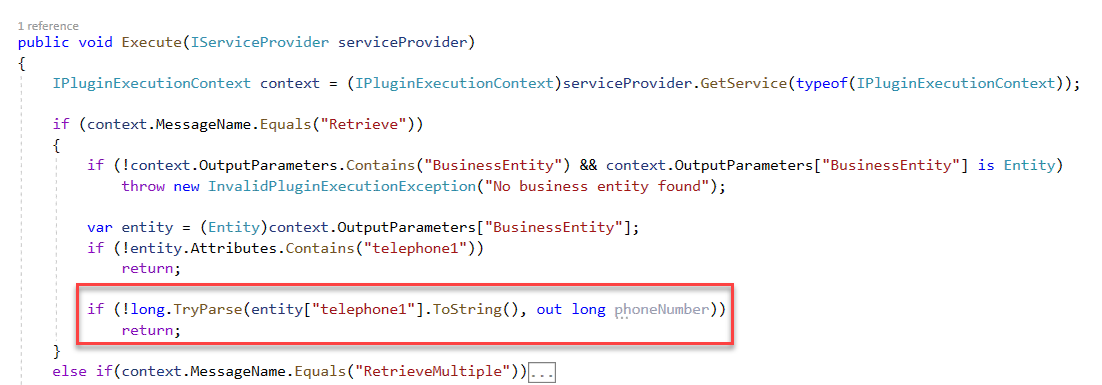 1 reference
public void Execute(IServiceProvider serviceProvider)
{
IPluginExecutionContext context = (IPluginExecutionContext)serviceProvider.GetService(typeof(IPluginExecutionContext));
if (context.MessageName.Equals("Retrieve"))
{
if (!context.OutputParameters.Contains("BusinessEntity") && context.OutputParameters["BusinessEntity"] is Entity)
throw new InvalidPluginExecutionException("No business entity found");
var entity = (Entity)context.OutputParameters["BusinessEntity"];
if (!entity.Attributes.Contains("telephone1"))
return;
if (!long.TryParse(entity["telephone1"].ToString(), out long phoneNumber))
return;
}
else if(context.MessageName.Equals("RetrieveMultiple"))...